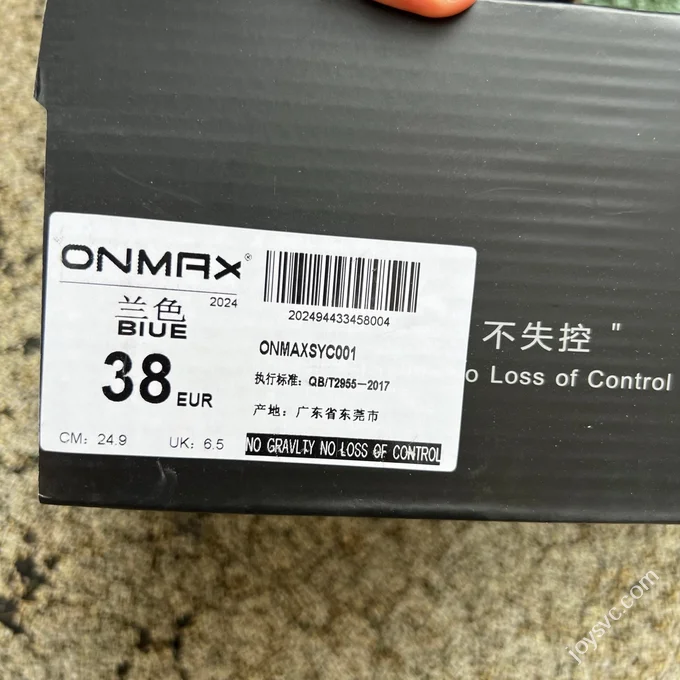 ONMAX®
2024
兰色
BIUE
38 EUR
CM: 24.9 UK: 6.5
202494433458004
ONMAXSYC001
执行标准: QB/T2955-2017
产地: 广东省东莞市
NO GRAVLTY NO LOSS OF CONTROL
不失控 "
o Loss of Control
joysvc.com